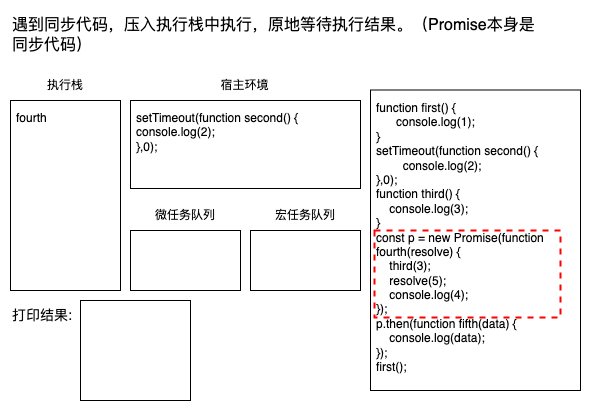 遇到同步代码，压入执行栈中执行，原地等待执行结果。（Promise本身是
同步代码）
执行栈
宿主环境
fourth
setTimeout(function second() {
console.log(2);
},0);
微任务队列
宏任务队列
打印结果:
function first() {
console.log(1);
}
setTimeout(function second() {
console.log(2);
},0);
function third() {
console.log(3);
}
const p = new Promise(function
fourth(resolve) {
third(3);
resolve(5);
console.log(4);
});
p.then(function fifth(data) {
console.log(data);
});
first();